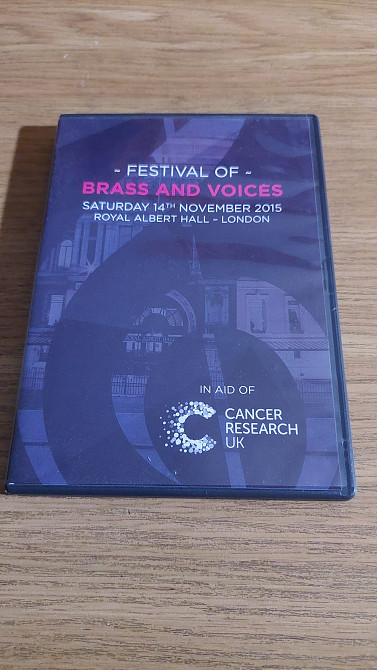 ~ FESTIVAL OF ~
BRASS AND VOICES
SATURDAY 14TH NOVEMBER 2015
ROYAL ALBERT HALL – LONDON
IN AID OF
CANCER
RESEARCH
UK